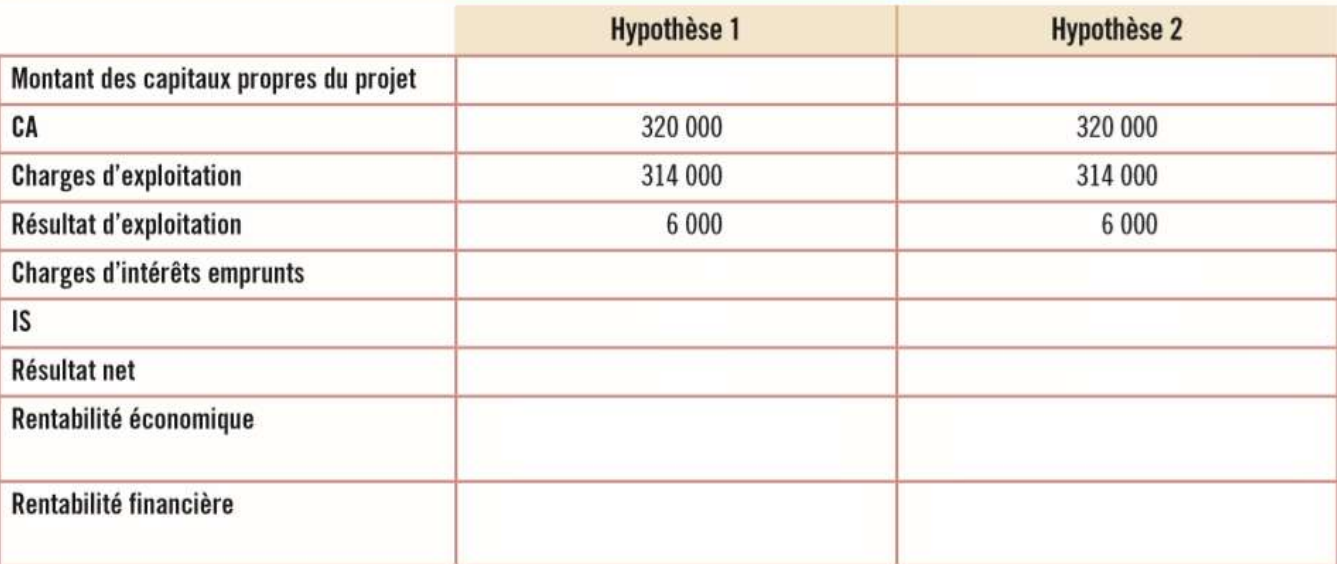 Hypothèse 1 Hypothèse 2
Montant des capitaux propres du projet
CA 320 000 320 000
Charges d'exploitation 314 000 314 000
Résultat d'exploitation 6 000 6 000
Charges d'intérêts emprunts
IS
Résultat net
Rentabilité économique
Rentabilité financière